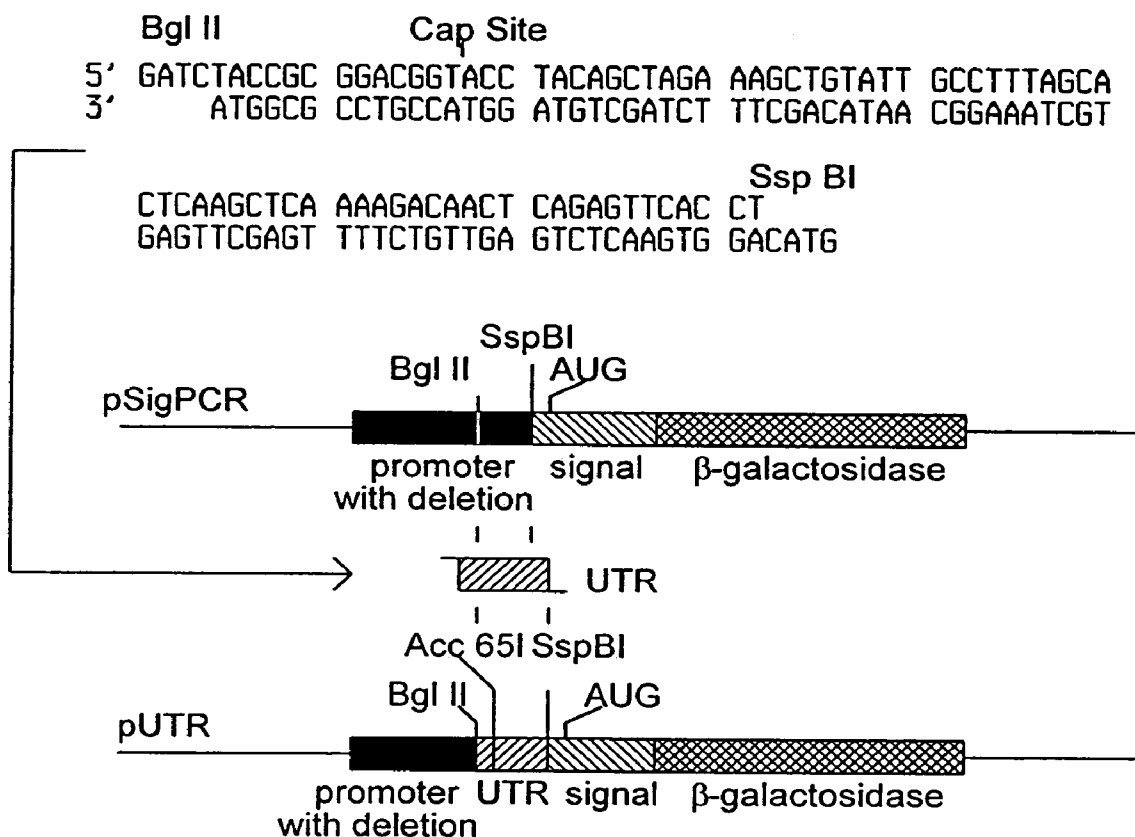 Bgl II Cap Site
5' GATCTACCGC GGACGGTACC TACAGCTAGA AAGCTGTATT GCCTTTAGCA
3' ATGGCG CCTGCCATGG ATGTCGATCT TTCGACATAA CGGAAATCGT
Ssp BI
CTCAAGCTCA AAAGACAACT CAGAGTTCAC CT
GAGTTCGAGT TTTCTGTTGA GTCTCAAGTG GACATG
SspBI
Bgl II AUG
pSigPCR
promoter signal β-galactosidase
with deletion
UTR
Acc 65I SspBI
Bgl II AUG
pUTR
promoter UTR signal β-galactosidase
with deletion